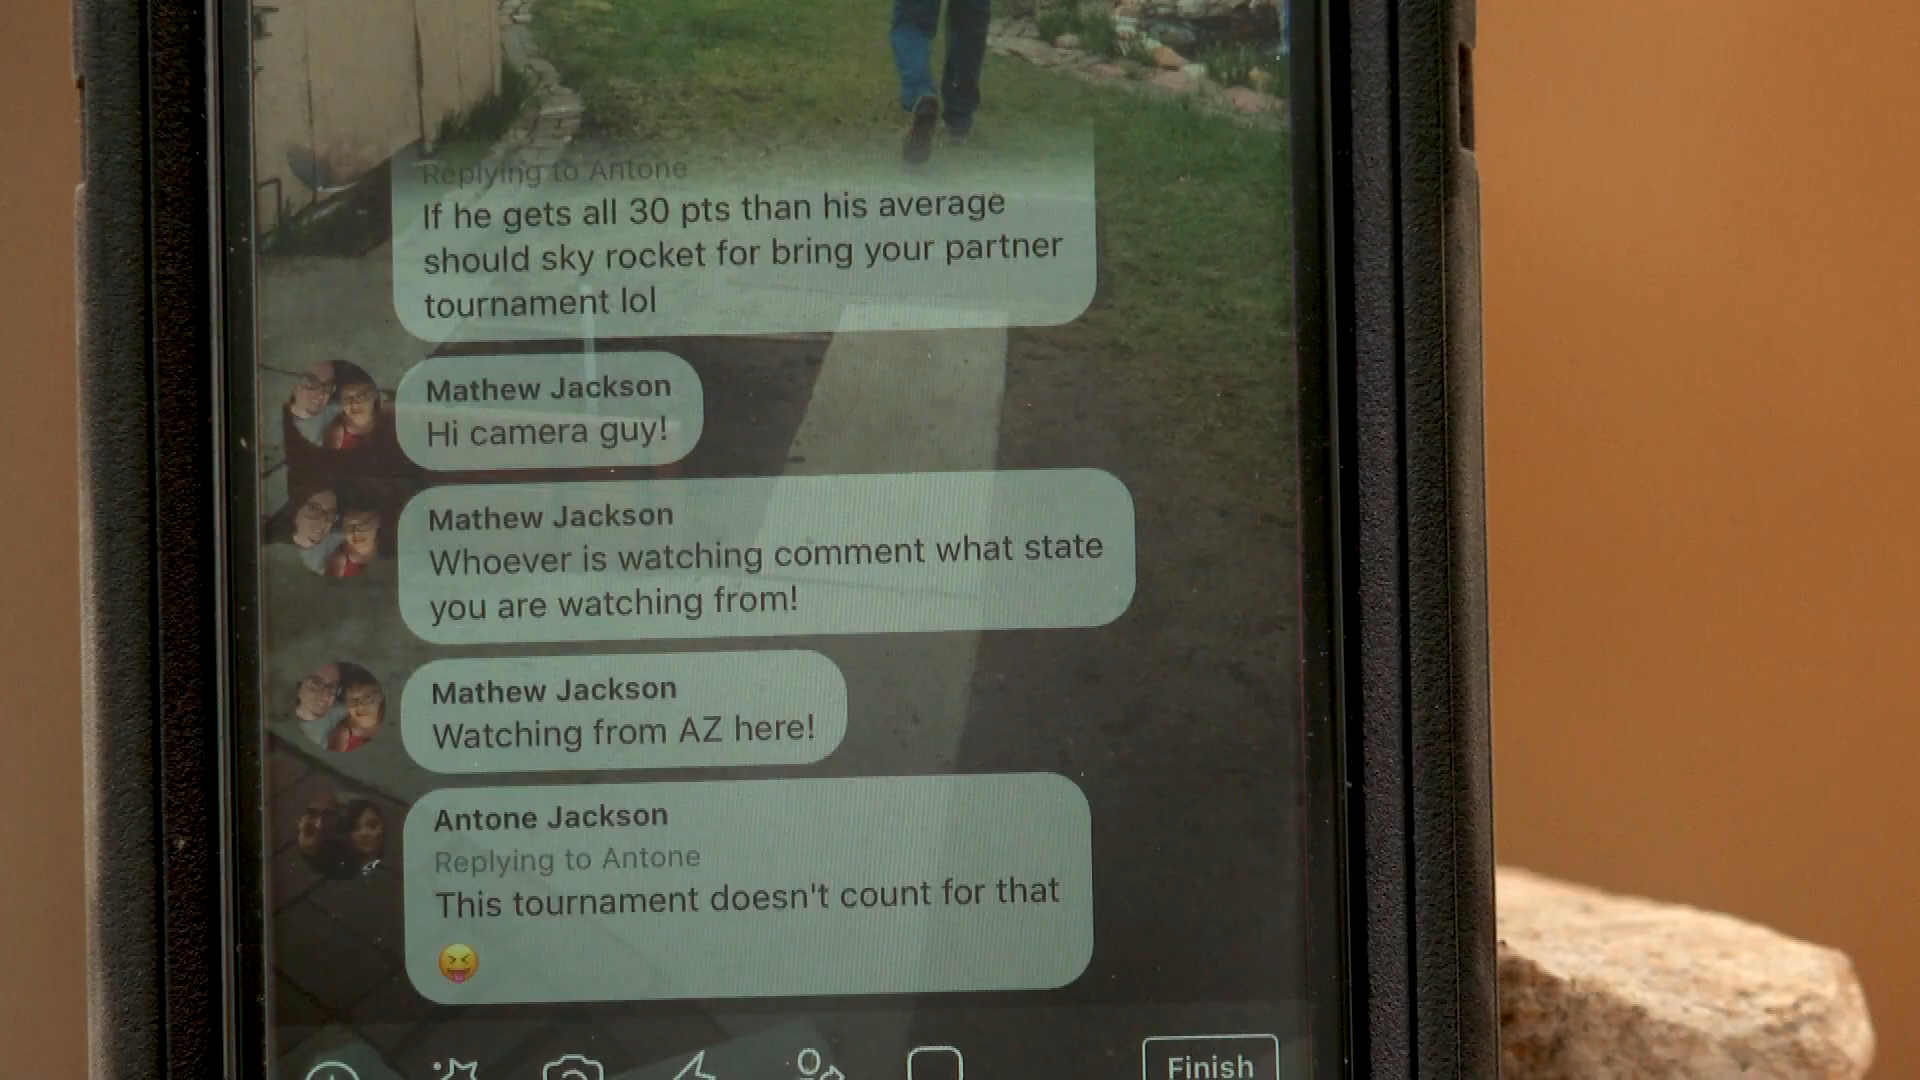 Replying to Antone
If he gets all 30 pts than his average
should sky rocket for bring your partner
tournament lol
Mathew Jackson
Hi camera guy!
Mathew Jackson
Whoever is watching comment what state
you are watching from!
Mathew Jackson
Watching from AZ here!
Antone Jackson
Replying to Antone
This tournament doesn't count for that
😝
Finish